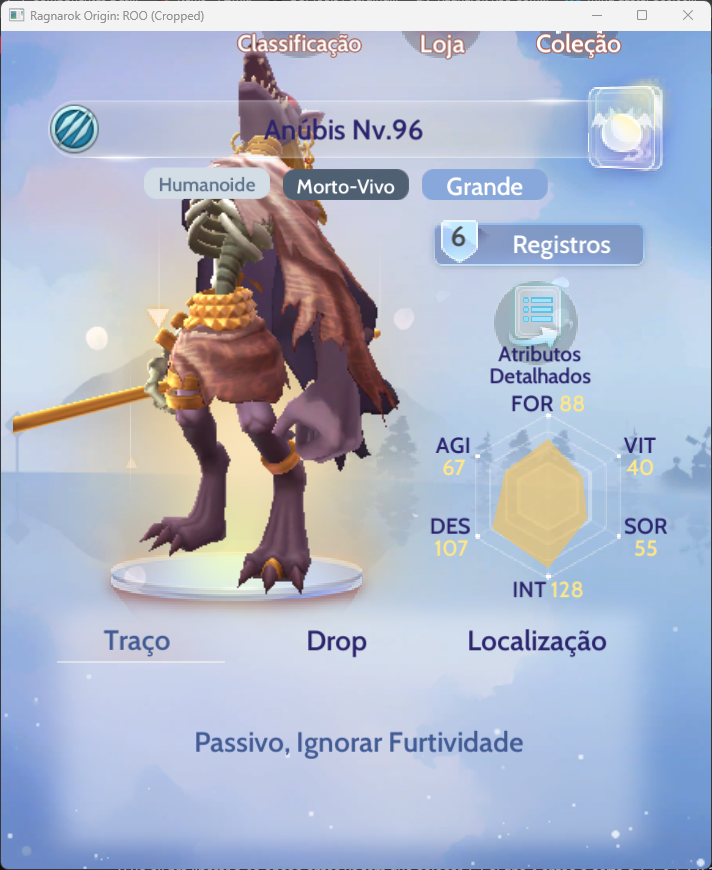 Ragnarok Origin: ROO (Cropped)
Classificação
Loja
Coleção
Anúbis Nv.96
Humanoide
Morto-Vivo
Grande
6
Registros
Atributos
Detalhados
FOR 88
AGI
67
VIT
40
DES
107
SOR
55
INT 128
Traço
Drop
Localização
Passivo, Ignorar Furtividade